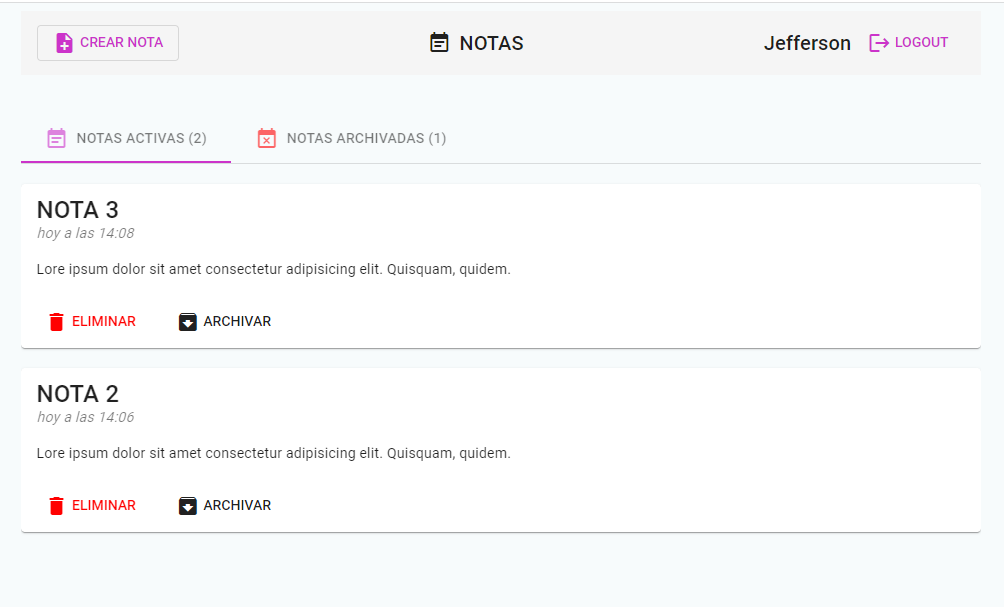 CREAR NOTA
NOTAS
Jefferson
LOGOUT
NOTAS ACTIVAS (2)
NOTAS ARCHIVADAS (1)
NOTA 3
hoy a las 14:08
Lore ipsum dolor sit amet consectetur adipisicing elit. Quisquam, quidem.
ELIMINAR
ARCHIVAR
NOTA 2
hoy a las 14:06
Lore ipsum dolor sit amet consectetur adipisicing elit. Quisquam, quidem.
ELIMINAR
ARCHIVAR